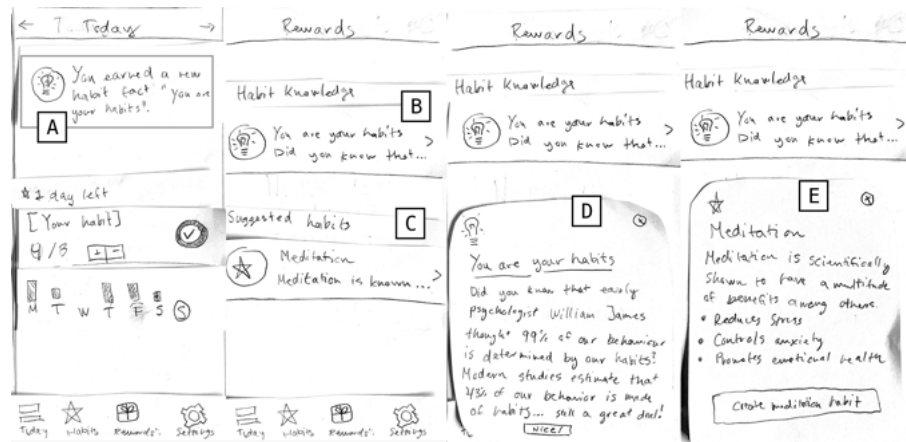 ← 7. Today →
You earned a new
habit fact "you are
your habits".
A
1 day left
[Your habit]
/3 + -
M T W T F S S
Today Habits Rewards. Settings
Rewards
Habit Knowledge
B
You are your habits >
Did you know that...
Suggested habits
C
Meditation
Meditation is known... >
Today Habits Rewards. Settings
Rewards
Habit Knowledge
You are your habits >
Did you know that...
D
You are your habits
Did you know that early
psychologist William James
thought 99% of our behaviour
is determined by our habits?
Modern studies estimate that
43% of our behavior is made
of habits... still a great deal!
NICE!
Rewards
Habit Knowledge
You are your habits >
Did you know that...
E
Meditation
Meditation is scientifically
shown to have a multitude
of benefits among others.
• Reduces stress
• Controls anxiety
• Promotes emotional health
Create meditation habit